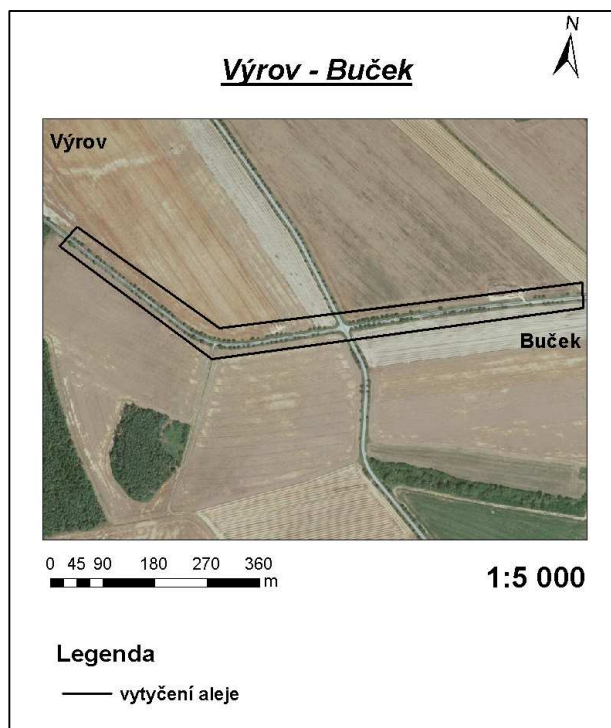 N
Výrov - Buček
Výrov
Buček
0 45 90 180 270 360
m
1:5 000
Legenda
vytyčení aleje